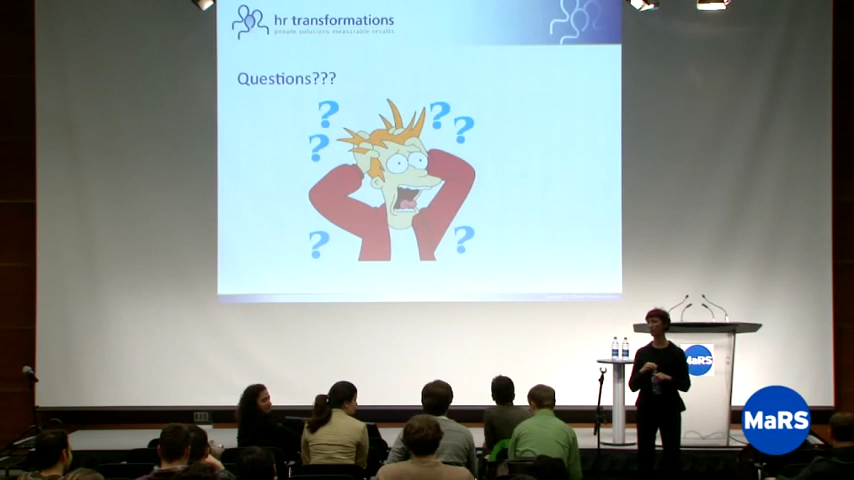 hr transformations
people solutions. measurable results
Questions???
?
?
?
?
?
?
MaRS
MaRS